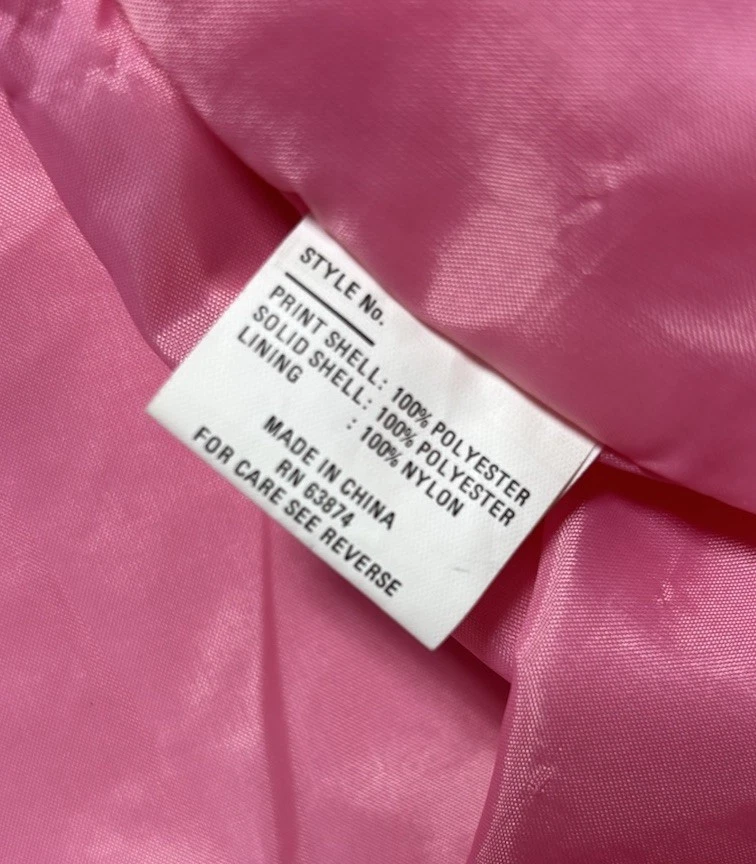 STYLE No.
PRINT SHELL: 100% POLYESTER
SOLID SHELL: 100% POLYESTER
LINING : 100% NYLON
MADE IN CHINA
RN 63874
FOR CARE SEE REVERSE